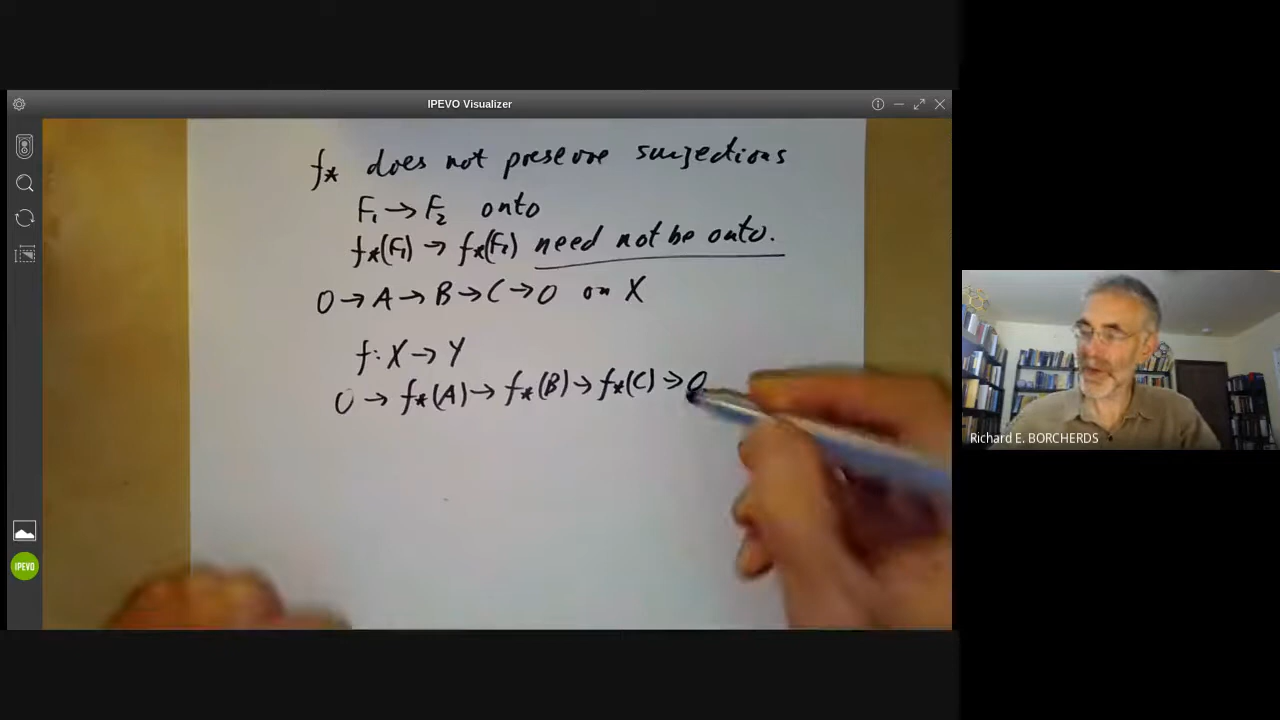 IPEVO Visualizer
f* does not preserve surjections
F₁ → F₂ onto
f*(F₁) → f*(F₂) need not be onto.
0 → A → B → C → 0 on X
f: X → Y
0 → f*(A) → f*(B) → f*(C) → 0
IPEVO
Richard E. BORCHERDS